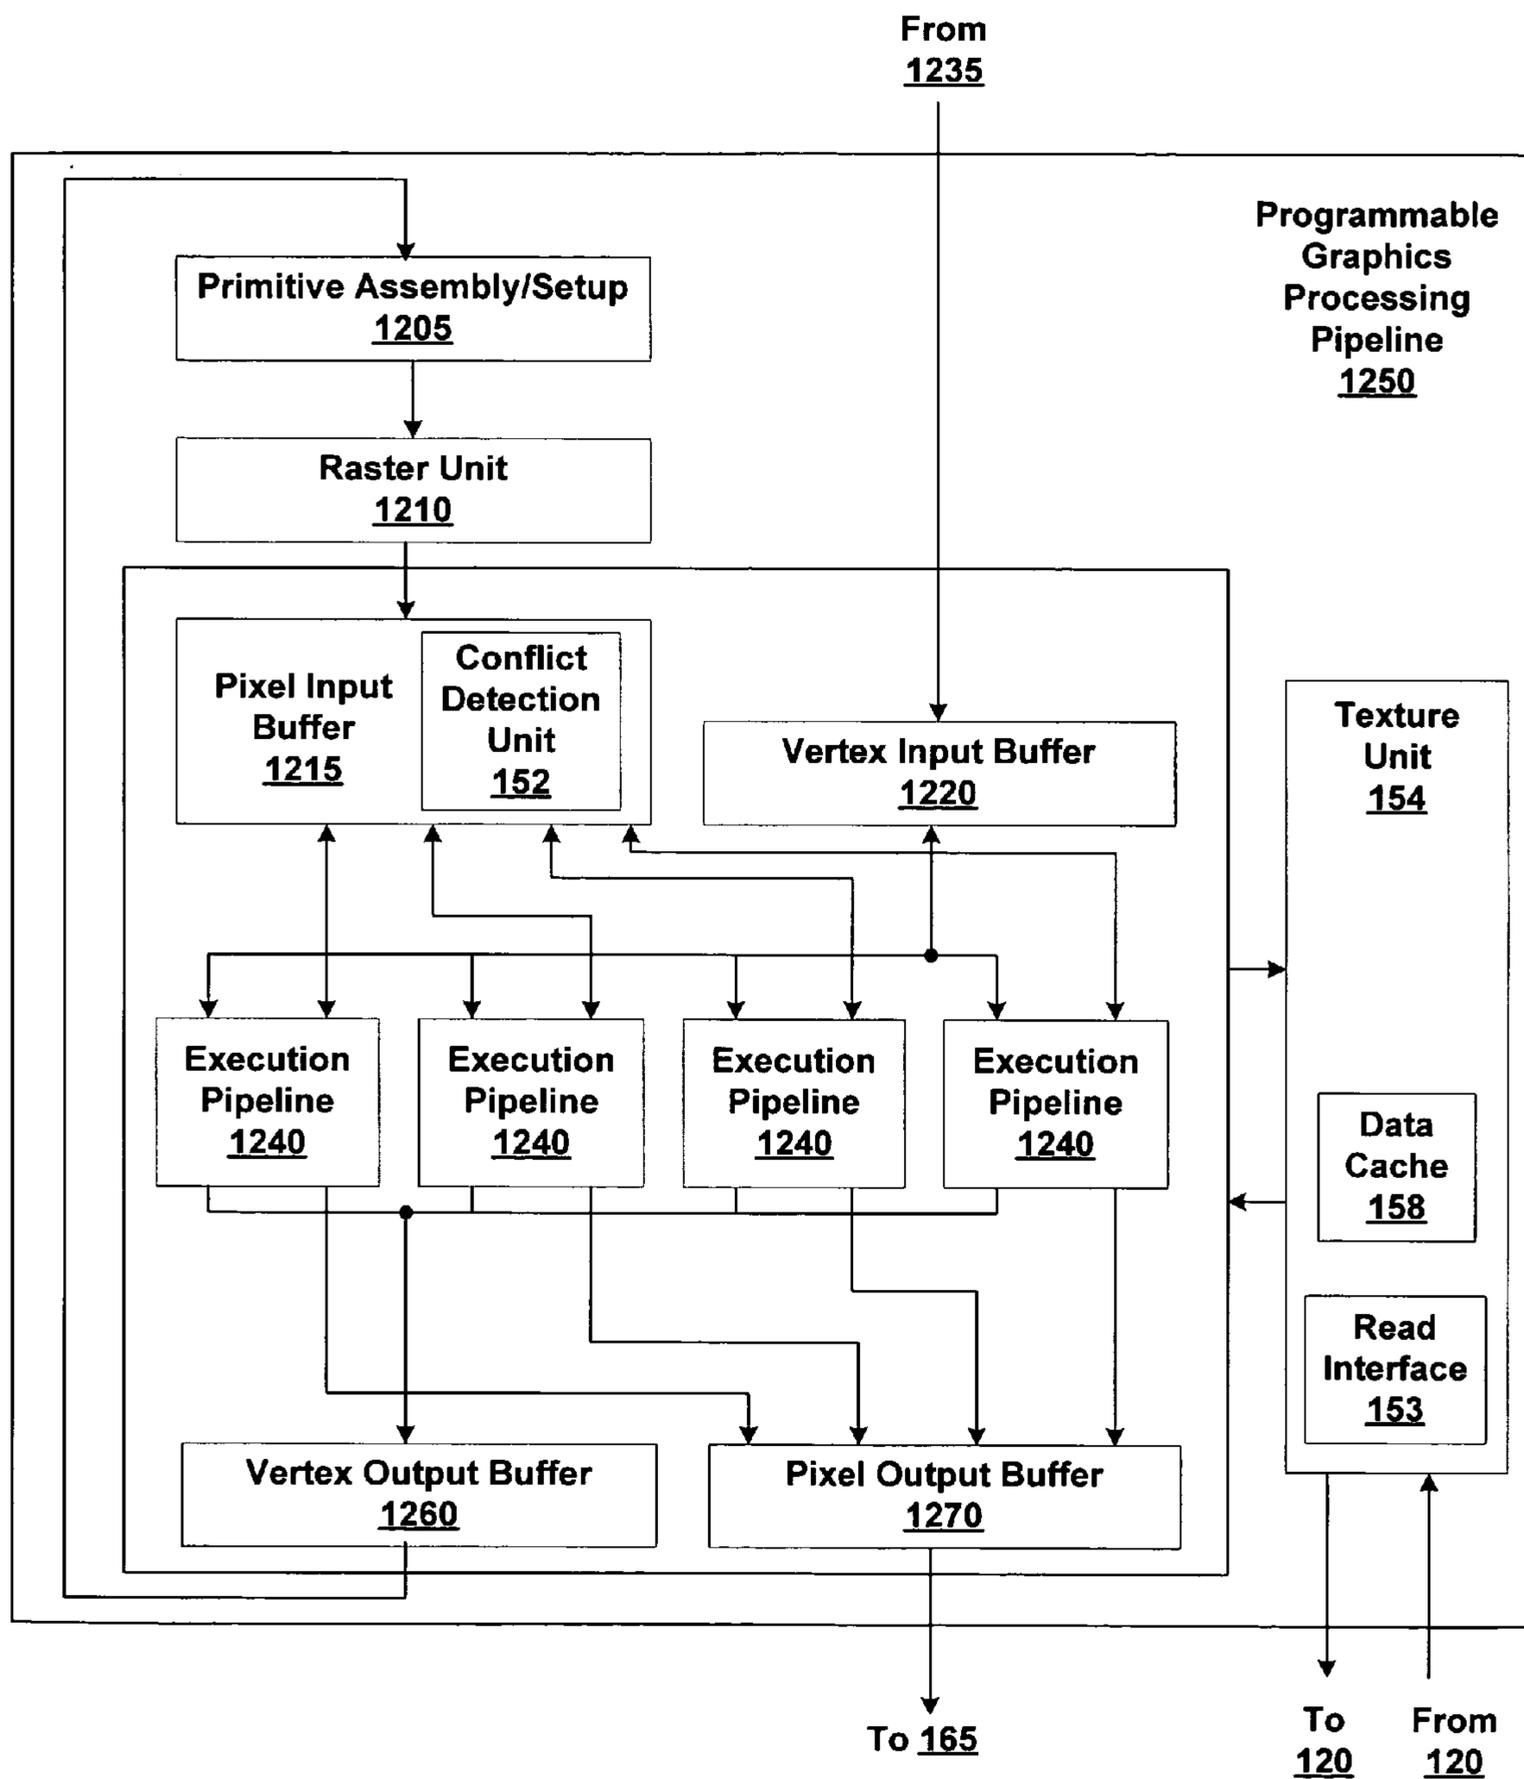 From
1235
Programmable
Graphics
Processing
Pipeline
1250
Primitive Assembly/Setup
1205
Raster Unit
1210
Pixel Input
Buffer
1215
Conflict
Detection
Unit
152
Vertex Input Buffer
1220
Texture
Unit
154
Execution
Pipeline
1240
Execution
Pipeline
1240
Execution
Pipeline
1240
Execution
Pipeline
1240
Data
Cache
158
Read
Interface
153
Vertex Output Buffer
1260
Pixel Output Buffer
1270
To 165
To
120
From
120